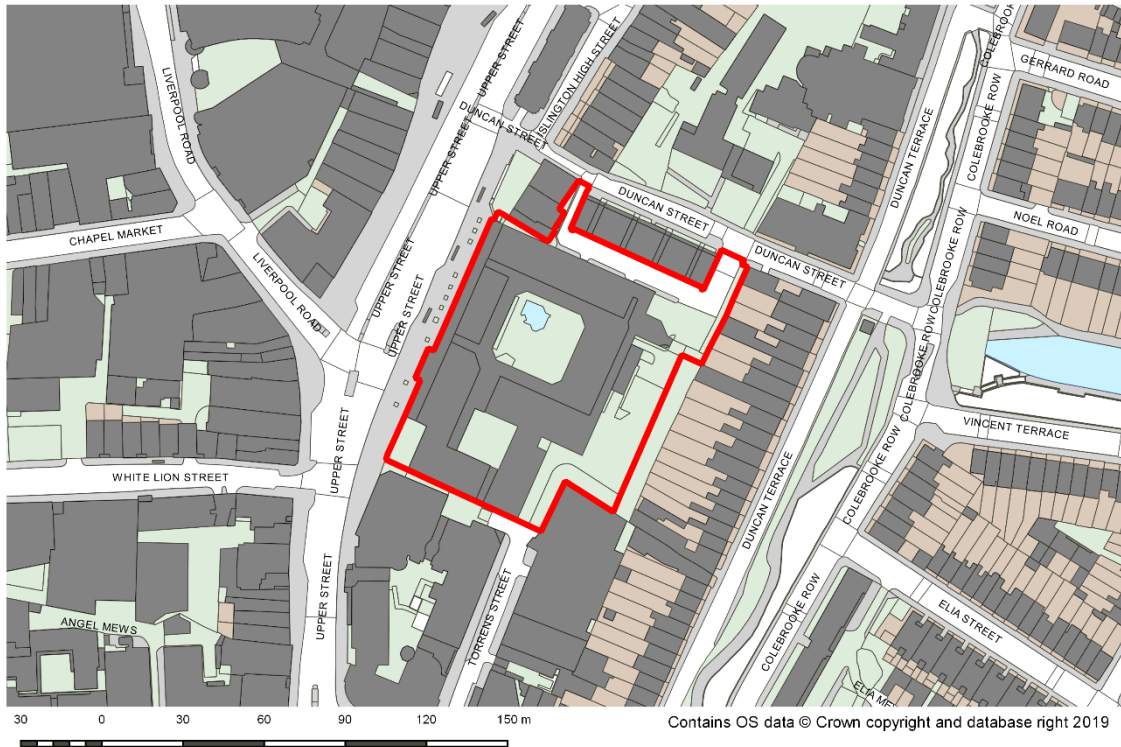 COLEBROOKE
GERRARD ROAD
UPPER STREET
ISLINGTON HIGH STREET
LIVERPOOL ROAD
DUNCAN STREET
UPPER STREET
DUNCAN TERRACE
COLEBROOKE ROW
DUNCAN STREET
NOEL ROAD
CHAPEL MARKET
LIVERPOOL ROAD
UPPER STREET
UPPER STREET
DUNCAN STREET
COLEBROOKE ROW
COLEBROOKE ROW
VINCENT TERRACE
WHITE LION STREET
UPPER STREET
DUNCAN TERRACE
COLEBROOKE ROW
UPPER STREET
ANGEL MEWS
TORRENS STREET
COLEBROOKE ROW
ELIA STREET
ELIA ME
30 0 30 60 90 120 150 m
Contains OS data © Crown copyright and database right 2019